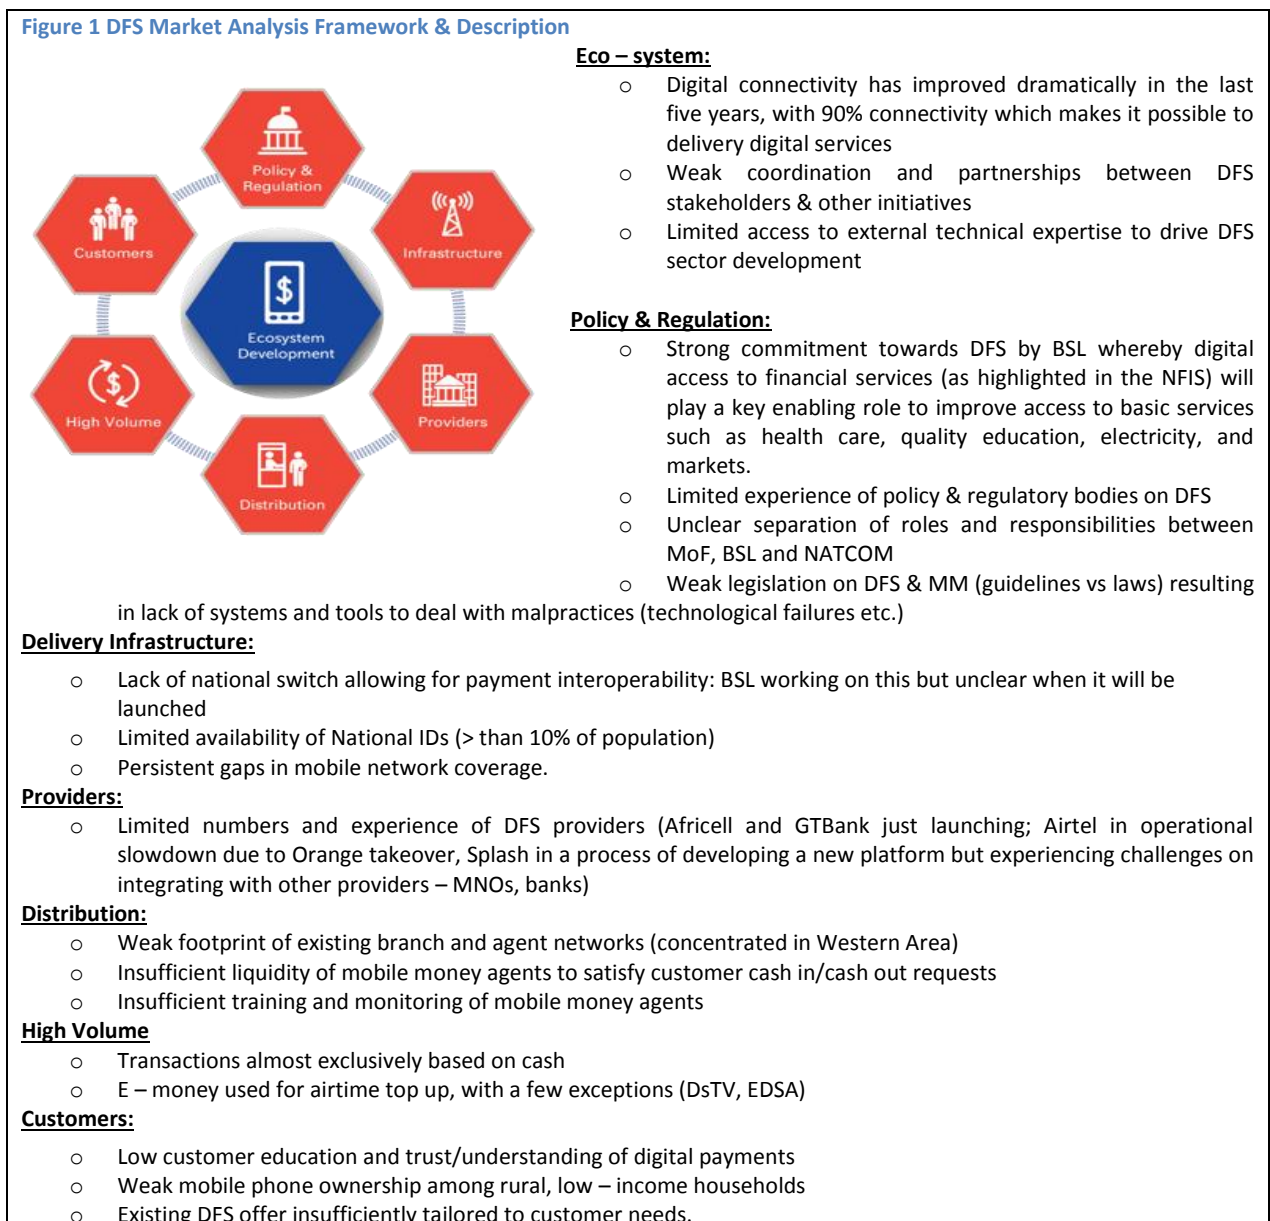 Figure 1 DFS Market Analysis Framework & Description
Policy &
Regulation
Customers
Infrastructure
Ecosystem
Development
High Volume
Providers
Distribution
Eco – system:
o Digital connectivity has improved dramatically in the last
five years, with 90% connectivity which makes it possible to
delivery digital services
o Weak coordination and partnerships between DFS
stakeholders & other initiatives
o Limited access to external technical expertise to drive DFS
sector development
Policy & Regulation:
o Strong commitment towards DFS by BSL whereby digital
access to financial services (as highlighted in the NFIS) will
play a key enabling role to improve access to basic services
such as health care, quality education, electricity, and
markets.
o Limited experience of policy & regulatory bodies on DFS
o Unclear separation of roles and responsibilities between
MoF, BSL and NATCOM
o Weak legislation on DFS & MM (guidelines vs laws) resulting
in lack of systems and tools to deal with malpractices (technological failures etc.)
Delivery Infrastructure:
o Lack of national switch allowing for payment interoperability: BSL working on this but unclear when it will be
launched
o Limited availability of National IDs (> than 10% of population)
o Persistent gaps in mobile network coverage.
Providers:
o Limited numbers and experience of DFS providers (Africell and GTBank just launching; Airtel in operational
slowdown due to Orange takeover, Splash in a process of developing a new platform but experiencing challenges on
integrating with other providers – MNOs, banks)
Distribution:
o Weak footprint of existing branch and agent networks (concentrated in Western Area)
o Insufficient liquidity of mobile money agents to satisfy customer cash in/cash out requests
o Insufficient training and monitoring of mobile money agents
High Volume
o Transactions almost exclusively based on cash
o E – money used for airtime top up, with a few exceptions (DsTV, EDSA)
Customers:
o Low customer education and trust/understanding of digital payments
o Weak mobile phone ownership among rural, low – income households
o Existing DFS offer insufficiently tailored to customer needs.